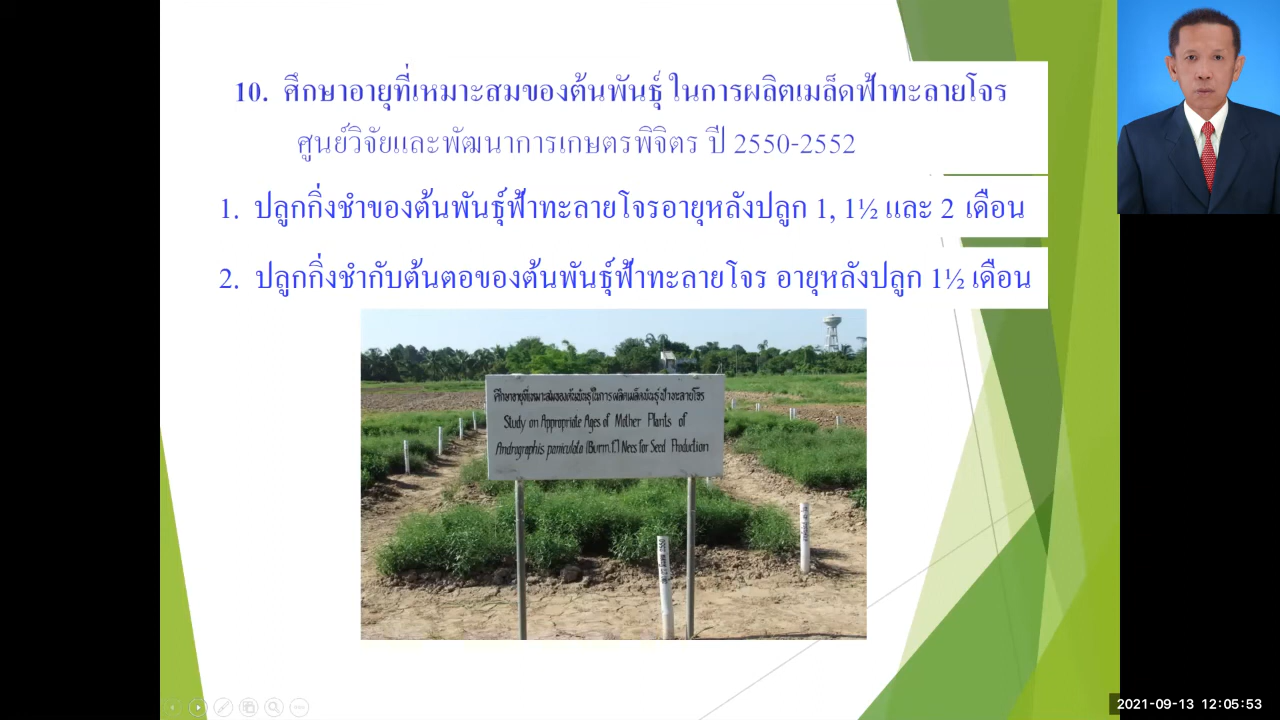 10. ศึกษาอายุที่เหมาะสมของต้นพันธุ์ ในการผลิตเมล็ดฟ้าทะลายโจร
ศูนย์วิจัยและพัฒนาการเกษตรพิจิตร ปี 2550-2552
1. ปลูกกิ่งชำของต้นพันธุ์ฟ้าทะลายโจรอายุหลังปลูก 1, 1½ และ 2 เดือน
2. ปลูกกิ่งชำกับต้นตอของต้นพันธุ์ฟ้าทะลายโจร อายุหลังปลูก 1½ เดือน
ศึกษาอายุที่เหมาะสมของต้นพันธุ์ในการผลิตเมล็ดพันธุ์ฟ้าทะลายโจร
Study on Appropriate Ages of Mother Plants of
Andrographis paniculata (Burm.f.) Nees for Seed Production
2021-09-13 12:05:53